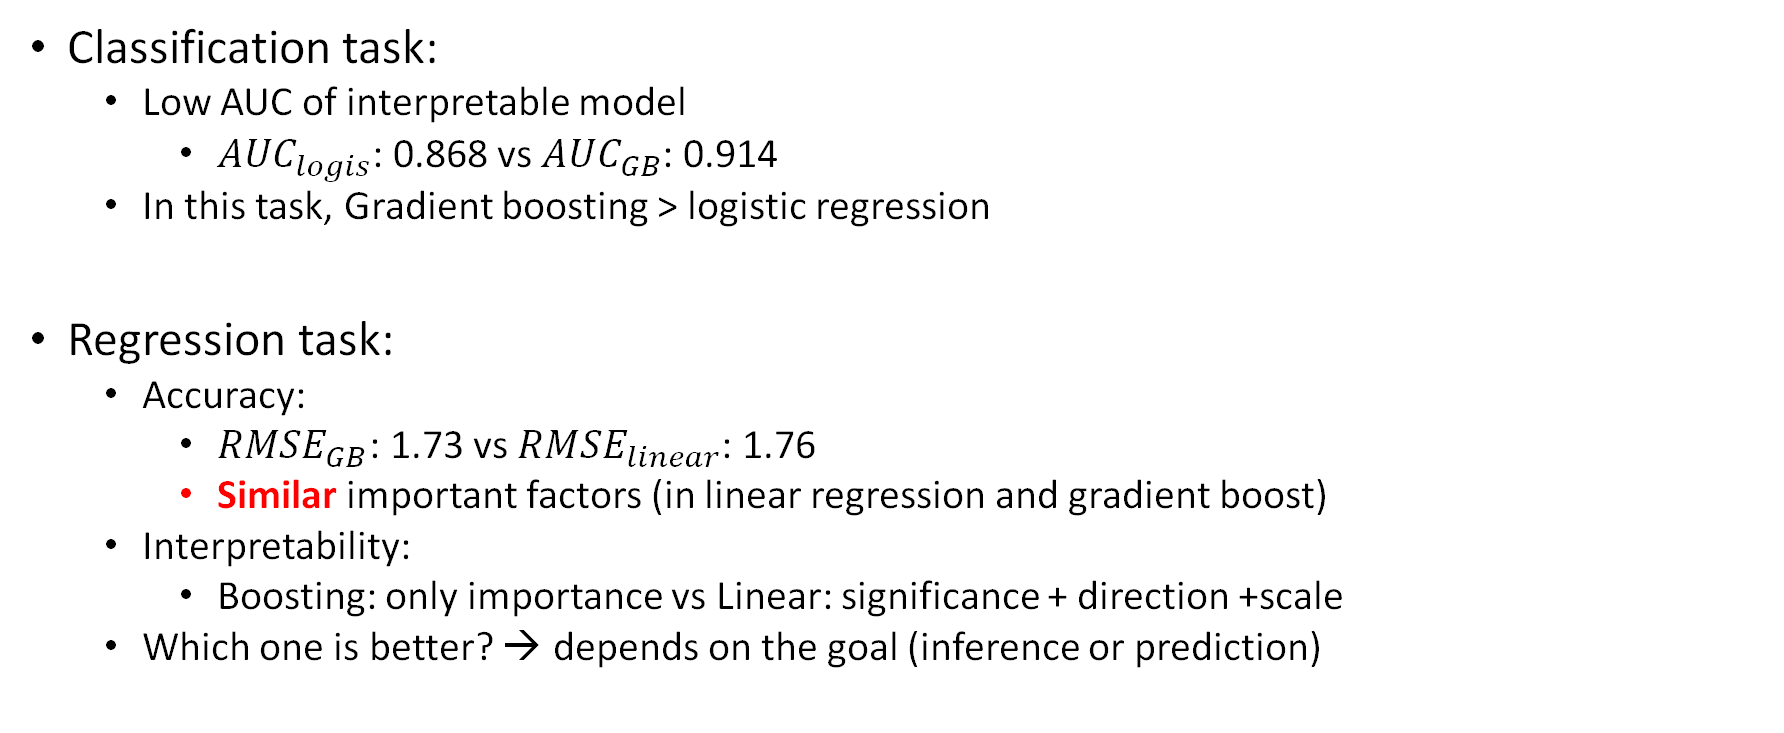 • Classification task:
• Low AUC of interpretable model
• AUC_logis: 0.868 vs AUC_GB: 0.914
• In this task, Gradient boosting > logistic regression
• Regression task:
• Accuracy:
• RMSE_GB: 1.73 vs RMSE_linear: 1.76
• Similar important factors (in linear regression and gradient boost)
• Interpretability:
• Boosting: only importance vs Linear: significance + direction +scale
• Which one is better? → depends on the goal (inference or prediction)